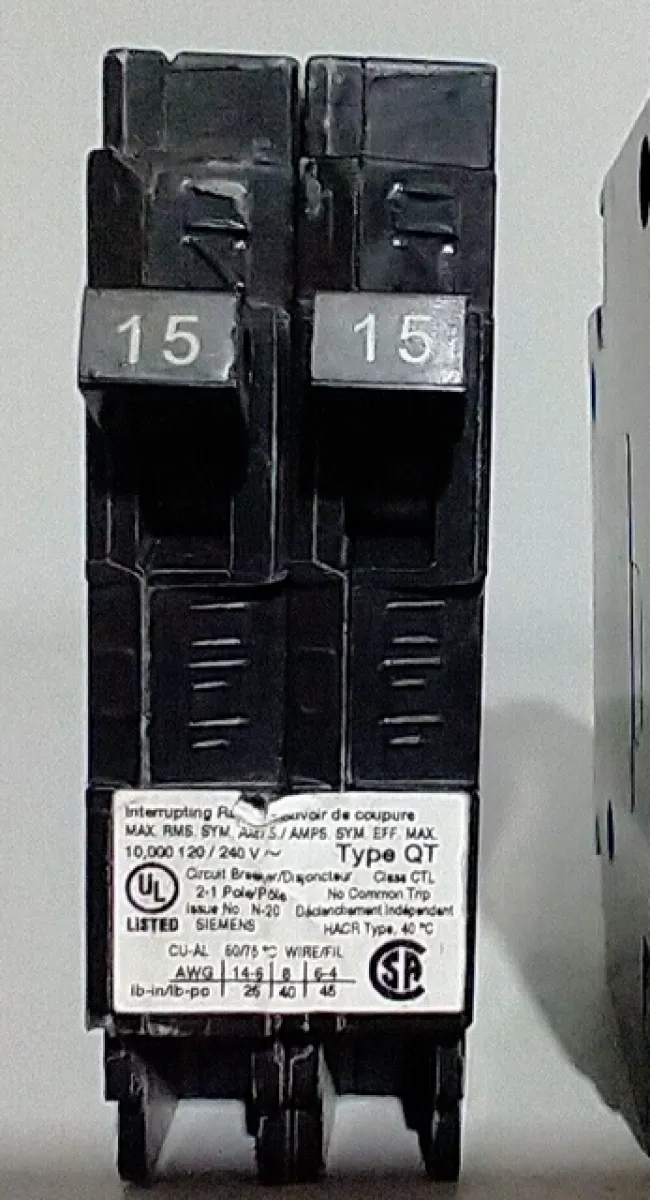 15 15
Interrupting de coupure
MAX. RMS. SYM. / AMPS. SYM. EFF. MAX.
10,000 120 / 240 V ~ Type QT
Circuit Breaker/Disjoncteur Class CTL
2-1 Pole/Pôle No Common Trip
Issue No. N-20 Déclanchement Indépendant
UL
LISTED SIEMENS HACR Type, 40 °C
CU-AL 60/75 °C WIRE/FIL
AWG 14-8 8 6-4
lb-in/lb-po 25 40 45
SA